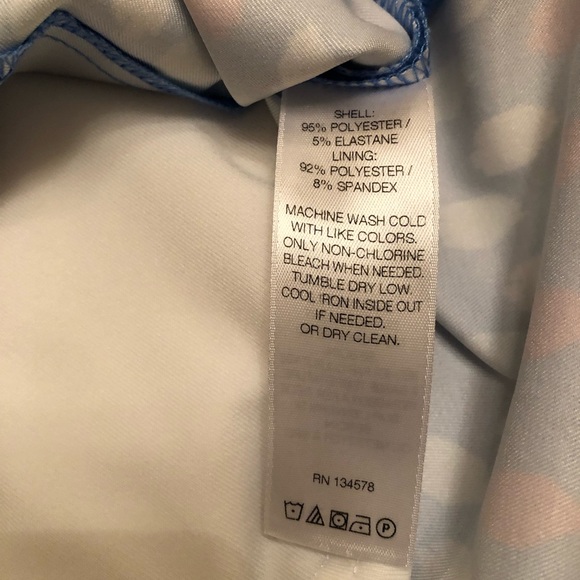 SHELL:
95% POLYESTER /
5% ELASTANE
LINING:
92% POLYESTER /
8% SPANDEX
MACHINE WASH COLD
WITH LIKE COLORS.
ONLY NON-CHLORINE
BLEACH WHEN NEEDED.
TUMBLE DRY LOW.
COOL IRON INSIDE OUT
IF NEEDED.
OR DRY CLEAN.
RN 134578
P